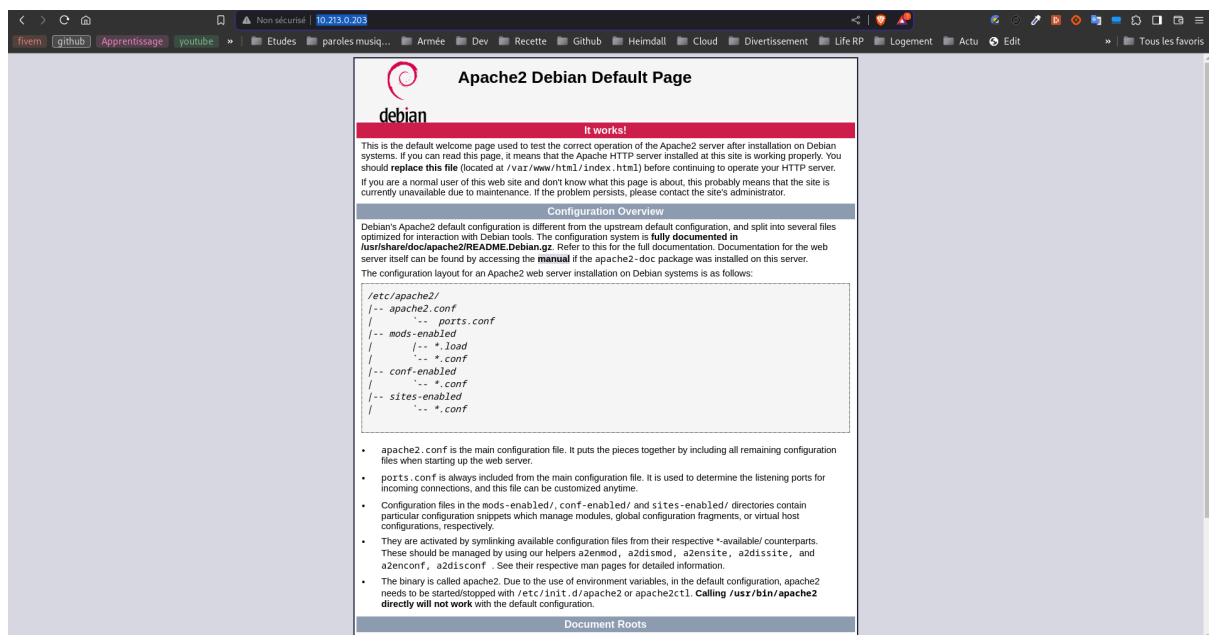 Non sécurisé 10.213.0.203
fivem github Apprentissage youtube » Etudes paroles musiq... Armée Dev Recette Github Heimdall Cloud Divertissement Life RP Logement Actu Edit » Tous les favoris
Apache2 Debian Default Page
debian
It works!
This is the default welcome page used to test the correct operation of the Apache2 server after installation on Debian
systems. If you can read this page, it means that the Apache HTTP server installed at this site is working properly. You
should replace this file (located at /var/www/html/index.html) before continuing to operate your HTTP server.
If you are a normal user of this web site and don't know what this page is about, this probably means that the site is
currently unavailable due to maintenance. If the problem persists, please contact the site's administrator.
Configuration Overview
Debian's Apache2 default configuration is different from the upstream default configuration, and split into several files
optimized for interaction with Debian tools. The configuration system is fully documented in
/usr/share/doc/apache2/README.Debian.gz. Refer to this for the full documentation. Documentation for the web
server itself can be found by accessing the manual if the apache2-doc package was installed on this server.
The configuration layout for an Apache2 web server installation on Debian systems is as follows:
/etc/apache2/
|-- apache2.conf
|       `--  ports.conf
|-- mods-enabled
|       |-- *.load
|       `-- *.conf
|-- conf-enabled
|       `-- *.conf
|-- sites-enabled
|       `-- *.conf
• apache2.conf is the main configuration file. It puts the pieces together by including all remaining configuration
files when starting up the web server.
• ports.conf is always included from the main configuration file. It is used to determine the listening ports for
incoming connections, and this file can be customized anytime.
• Configuration files in the mods-enabled/, conf-enabled/ and sites-enabled/ directories contain
particular configuration snippets which manage modules, global configuration fragments, or virtual host
configurations, respectively.
• They are activated by symlinking available configuration files from their respective *-available/ counterparts.
These should be managed by using our helpers a2enmod, a2dismod, a2ensite, a2dissite, and
a2enconf, a2disconf . See their respective man pages for detailed information.
• The binary is called apache2. Due to the use of environment variables, in the default configuration, apache2
needs to be started/stopped with /etc/init.d/apache2 or apache2ctl. Calling /usr/bin/apache2
directly will not work with the default configuration.
Document Roots